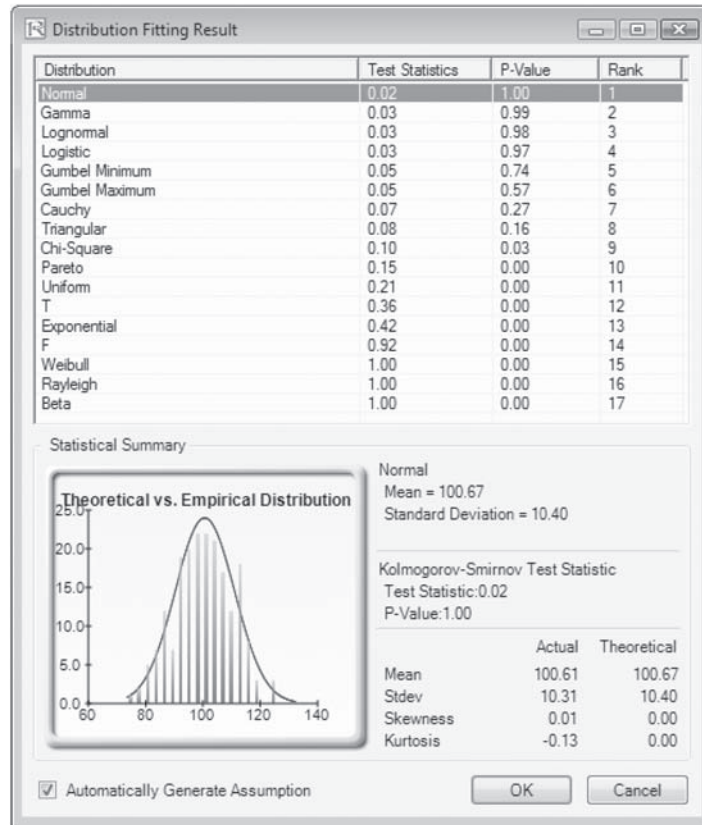 Distribution Fitting Result
Distribution Test Statistics P-Value Rank
Normal 0.02 1.00 1
Gamma 0.03 0.99 2
Lognormal 0.03 0.98 3
Logistic 0.03 0.97 4
Gumbel Minimum 0.05 0.74 5
Gumbel Maximum 0.05 0.57 6
Cauchy 0.07 0.27 7
Triangular 0.08 0.16 8
Chi-Square 0.10 0.03 9
Pareto 0.15 0.00 10
Uniform 0.21 0.00 11
T 0.36 0.00 12
Exponential 0.42 0.00 13
F 0.92 0.00 14
Weibull 1.00 0.00 15
Rayleigh 1.00 0.00 16
Beta 1.00 0.00 17
Statistical Summary
Theoretical vs. Empirical Distribution
25.0
20.0
15.0
10.0
5.0
0.0
60 80 100 120 140
Normal
Mean = 100.67
Standard Deviation = 10.40
Kolmogorov-Smirnov Test Statistic
Test Statistic:0.02
P-Value:1.00
Actual Theoretical
Mean 100.61 100.67
Stdev 10.31 10.40
Skewness 0.01 0.00
Kurtosis -0.13 0.00
Automatically Generate Assumption
OK Cancel